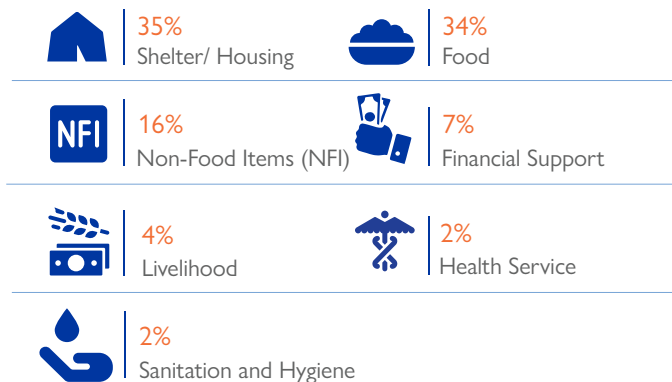 35%
Shelter/ Housing
34%
Food
NFI
16%
Non-Food Items (NFI)
7%
Financial Support
4%
Livelihood
2%
Health Service
2%
Sanitation and Hygiene